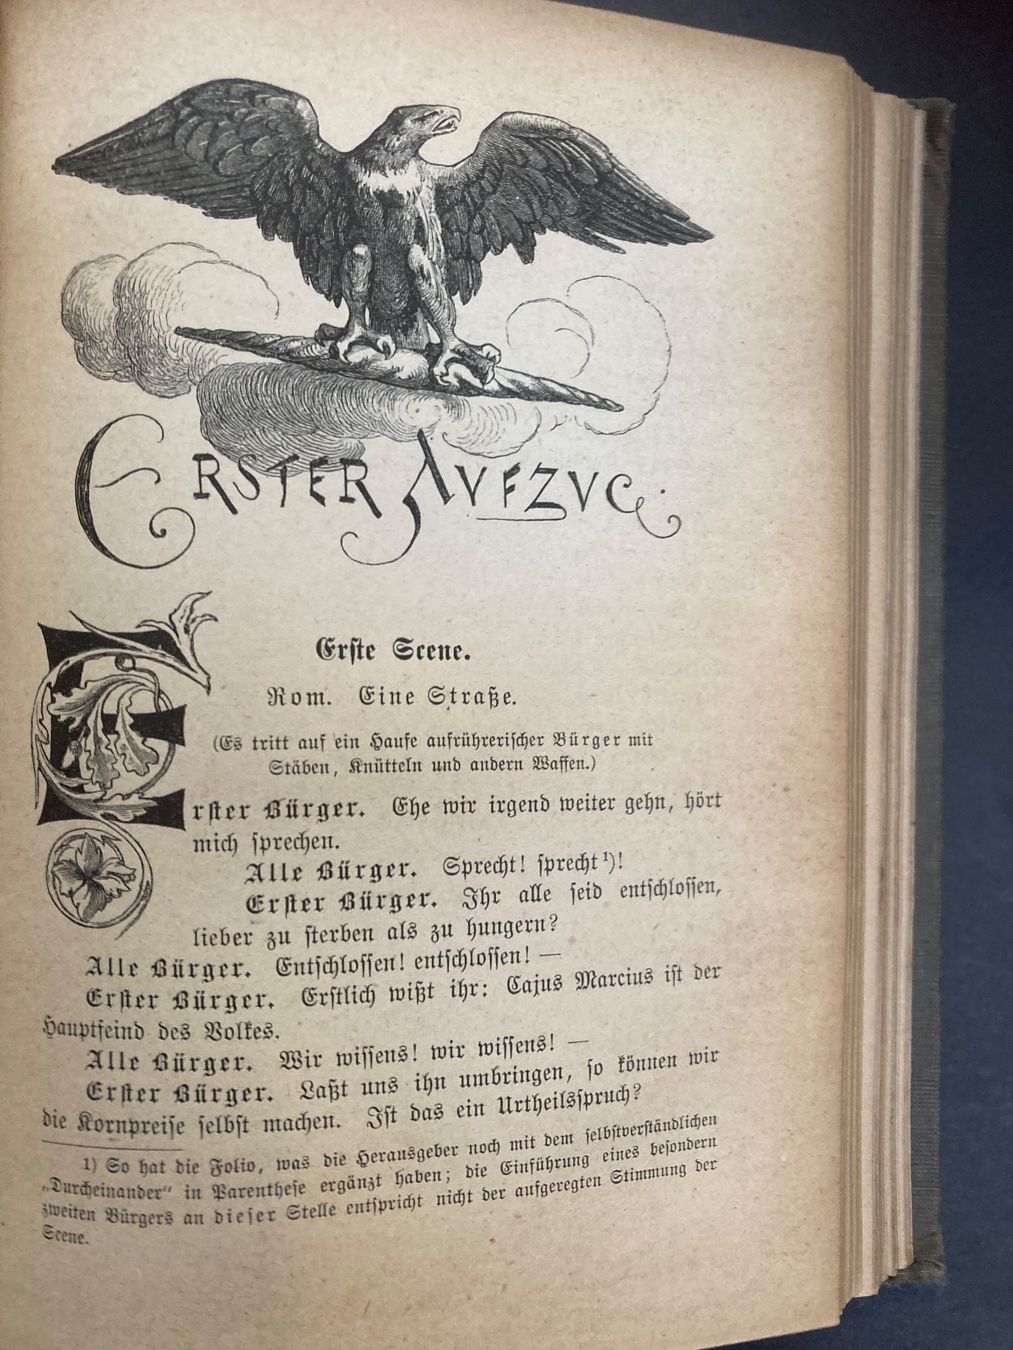 ERSTER AUFZUG.
Erste Scene.
Rom. Eine Straße.
(Es tritt auf ein Haufe aufrührerischer Bürger mit
Stäben, Knütteln und andern Waffen.)
Erster Bürger. Ehe wir irgend weiter gehn, hört
mich sprechen.
Alle Bürger. Sprecht! sprecht¹)!
Erster Bürger. Ihr alle seid entschlossen,
lieber zu sterben als zu hungern?
Alle Bürger. Entschlossen! entschlossen! —
Erster Bürger. Erstlich wißt ihr: Cajus Marcius ist der
Hauptfeind des Volkes.
Alle Bürger. Wir wissens! wir wissens! —
Erster Bürger. Laßt uns ihn umbringen, so können wir
die Kornpreise selbst machen. Ist das ein Urtheilsspruch?
1) So hat die Folio, was die Herausgeber noch mit dem selbstverständlichen
„Durcheinander“ in Parenthese ergänzt haben; die Einführung eines besondern
zweiten Bürgers an dieser Stelle entspricht nicht der aufgeregten Stimmung der
Scene.